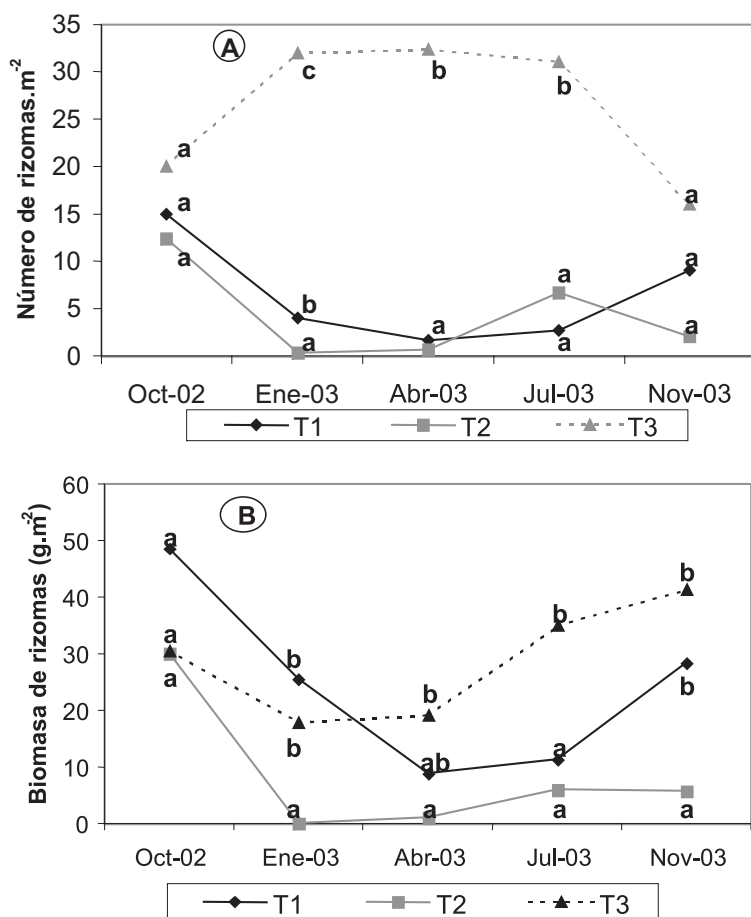 Número de rizomas.m⁻²
35
30
25
20
15
10
5
0
A
a
c
b
b
a
a
b
a
a
a
a
a
a
a
a
Oct-02 Ene-03 Abr-03 Jul-03 Nov-03
T1 T2 T3
Biomasa de rizomas (g.m⁻²)
60
50
40
30
20
10
0
B
a
a
a
b
b
a
b
ab
a
b
a
a
b
b
a
Oct-02 Ene-03 Abr-03 Jul-03 Nov-03
T1 T2 T3